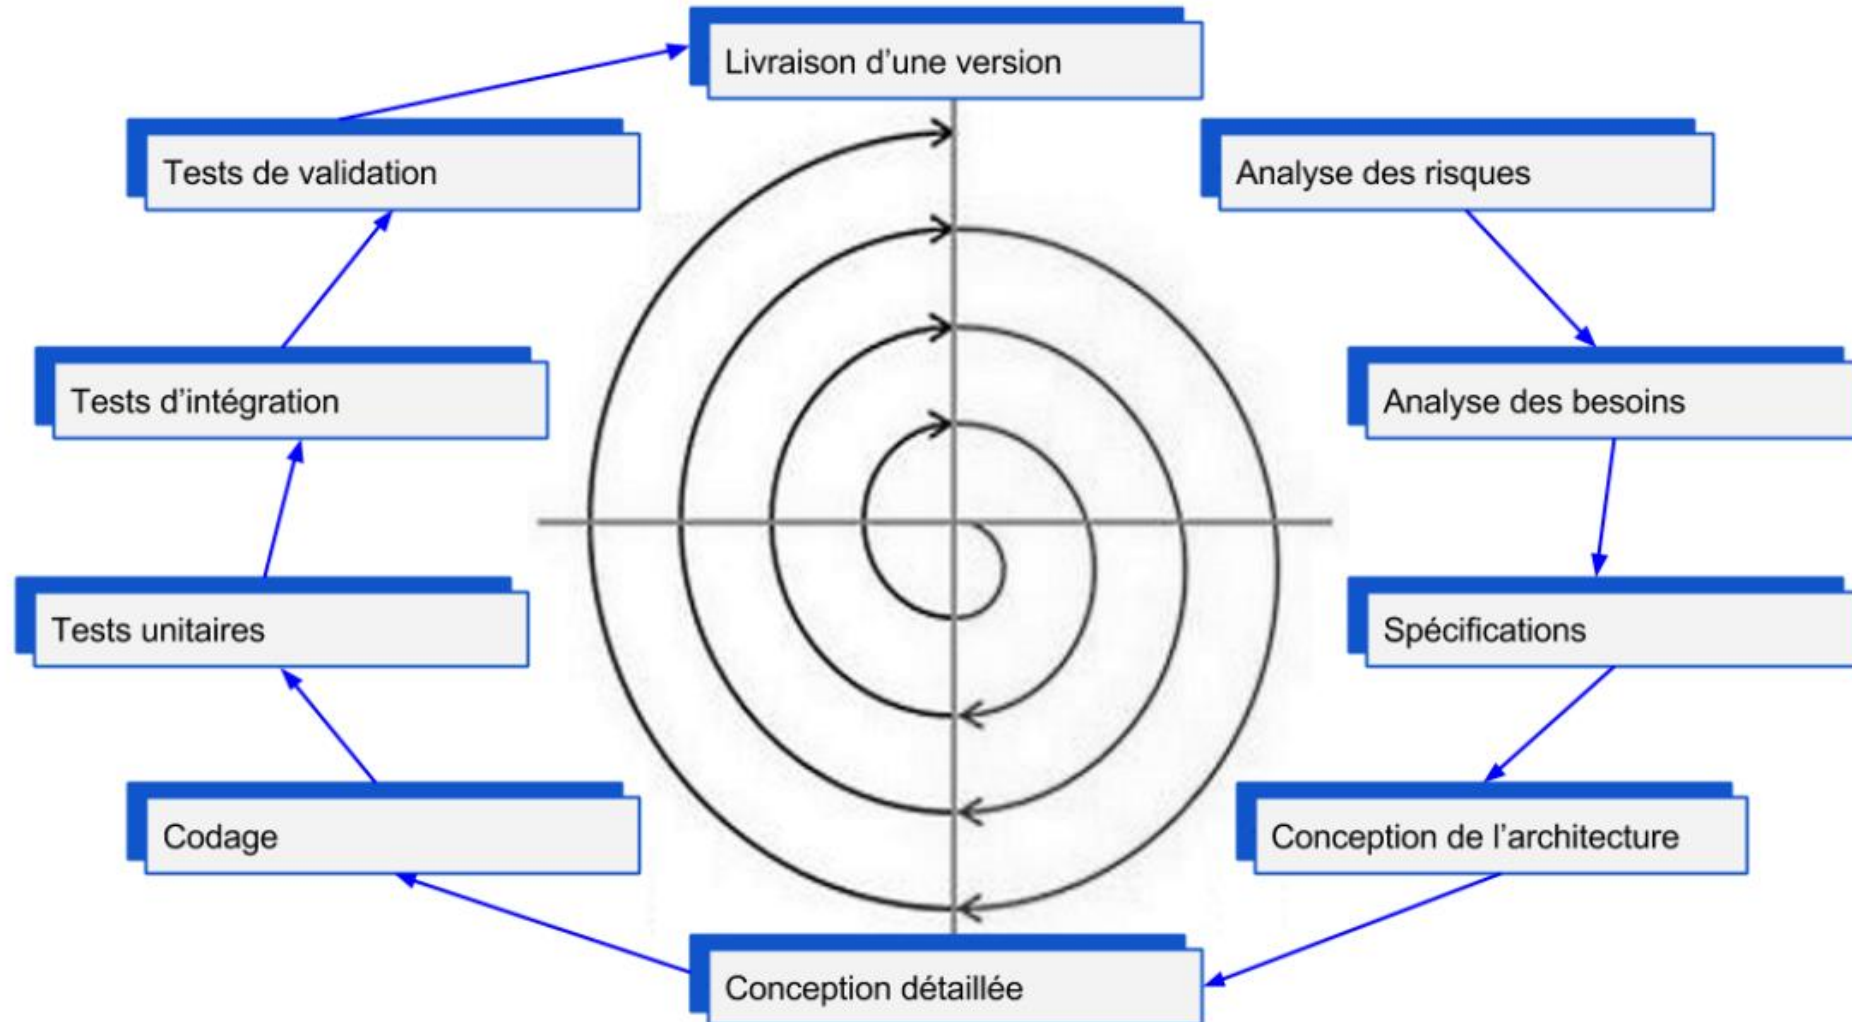 Livraison d’une version
Analyse des risques
Analyse des besoins
Spécifications
Conception de l’architecture
Conception détaillée
Codage
Tests unitaires
Tests d’intégration
Tests de validation